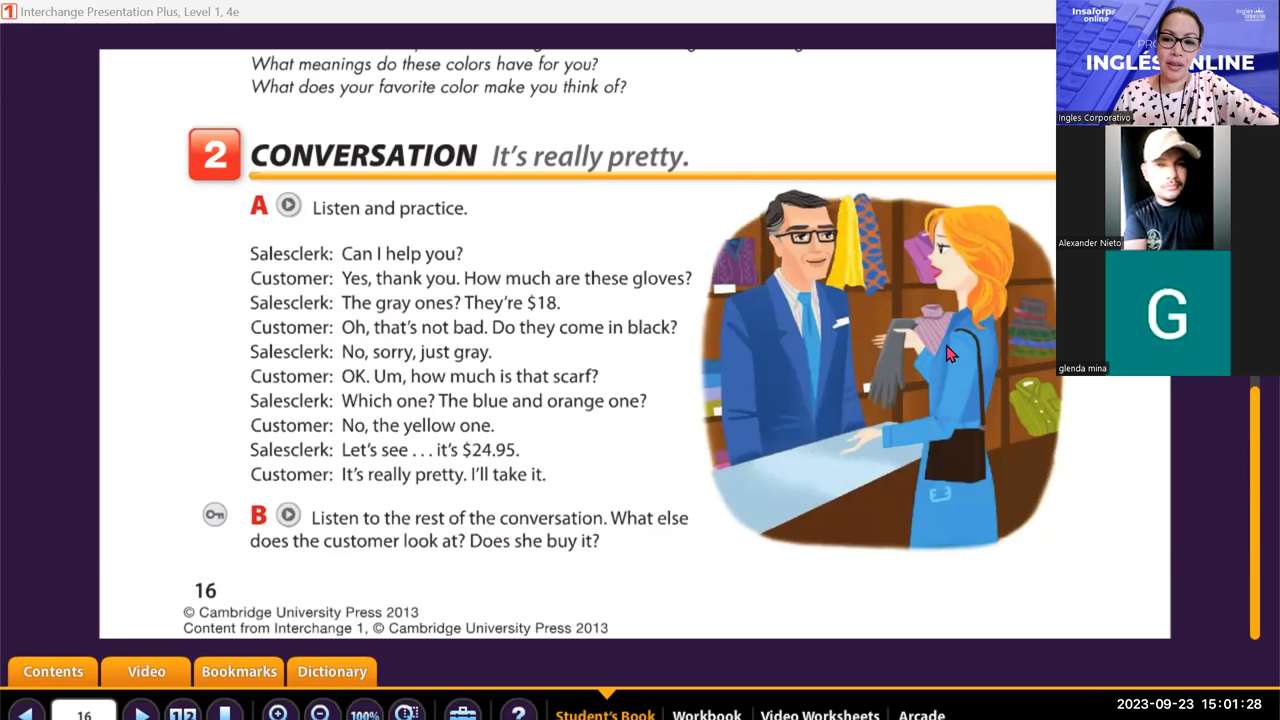 Interchange Presentation Plus, Level 1, 4e
What meanings do these colors have for you?
What does your favorite color make you think of?
2 CONVERSATION It's really pretty.
A Listen and practice.
Salesclerk: Can I help you?
Customer: Yes, thank you. How much are these gloves?
Salesclerk: The gray ones? They're $18.
Customer: Oh, that's not bad. Do they come in black?
Salesclerk: No, sorry, just gray.
Customer: OK. Um, how much is that scarf?
Salesclerk: Which one? The blue and orange one?
Customer: No, the yellow one.
Salesclerk: Let's see . . . it's $24.95.
Customer: It's really pretty. I'll take it.
B Listen to the rest of the conversation. What else
does the customer look at? Does she buy it?
16
© Cambridge University Press 2013
Content from Interchange 1, © Cambridge University Press 2013
Insaforp
online
INGLÉS ONLINE
Ingles Corporativo
Alexander Nieto
G
glenda mina
Contents Video Bookmarks Dictionary
16 1 2 100% ? Student's Book Workbook Video Worksheets Arcade
2023-09-23 15:01:28